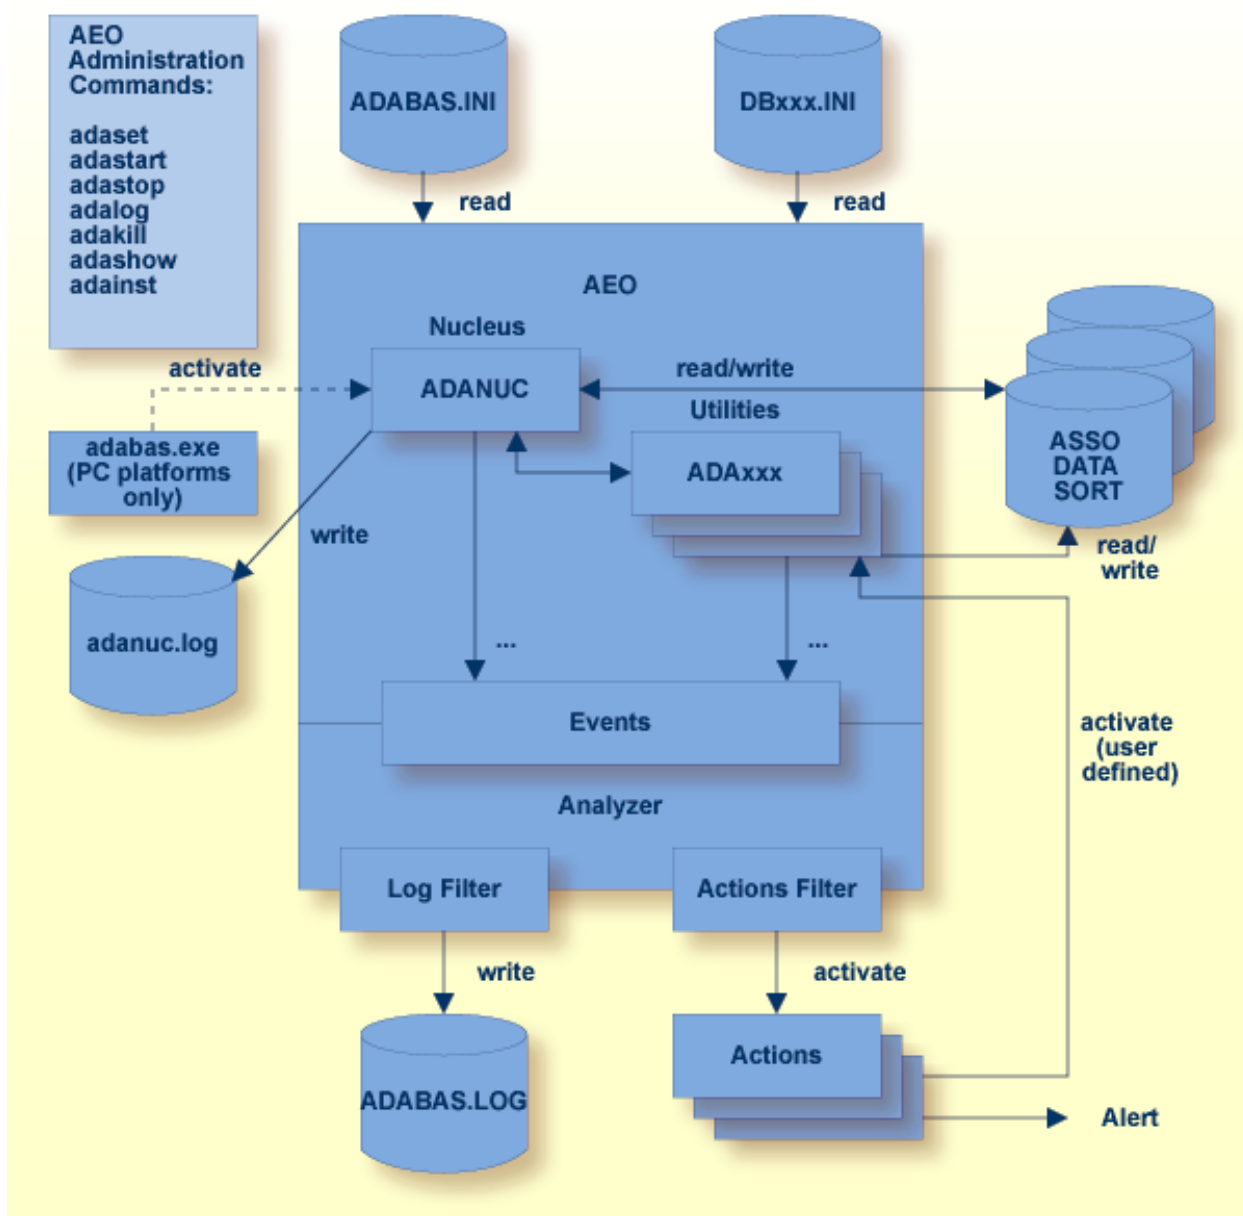 AEO
Administration
Commands:
adaset
adastart
adastop
adalog
adakill
adashow
adainst
ADABAS.INI
DBxxx.INI
read
read
AEO
Nucleus
activate
ADANUC
read/write
Utilities
adabas.exe
(PC platforms
only)
ADAxxx
ASSO
DATA
SORT
write
read/
write
adanuc.log
...
...
Events
activate
(user
defined)
Analyzer
Log Filter
Actions Filter
write
activate
Actions
ADABAS.LOG
Alert